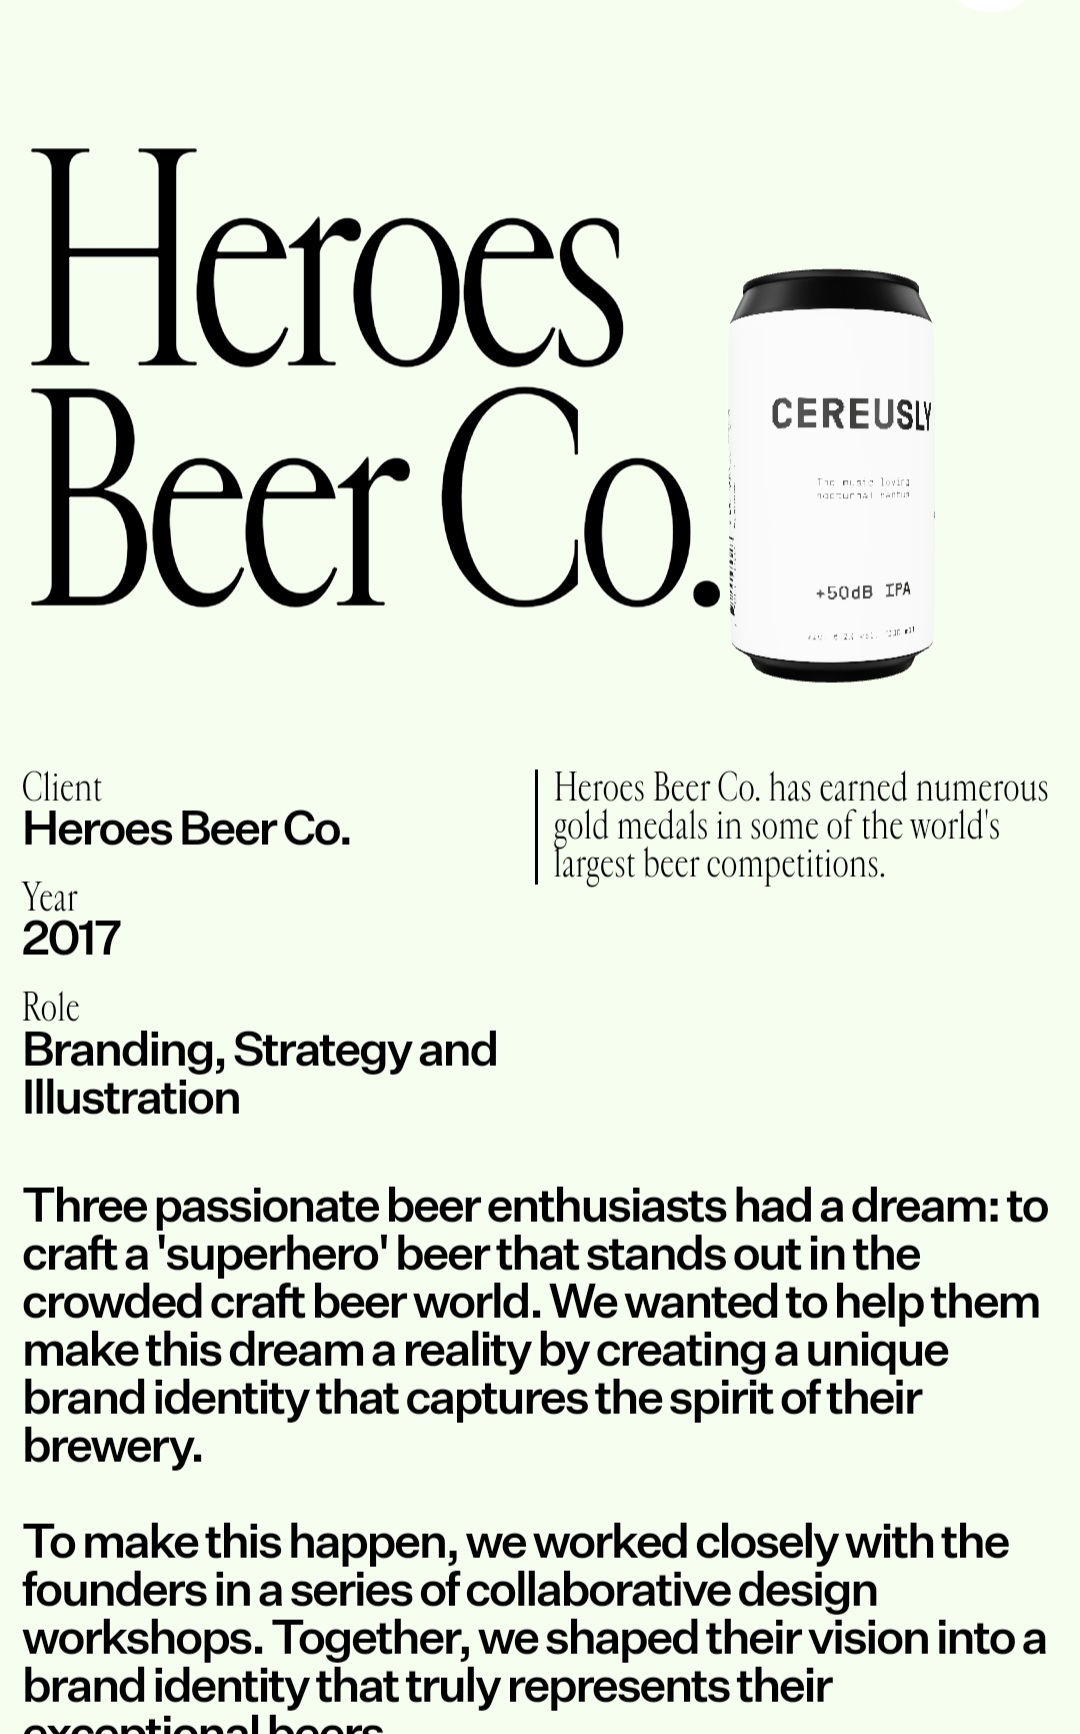 Heroes
Beer Co.
CEREUSLY
The music loving
nocturnal cactus
+50dB IPA
Client
Heroes Beer Co.
Year
2017
Role
Branding, Strategy and
Illustration
Heroes Beer Co. has earned numerous
gold medals in some of the world's
largest beer competitions.
Three passionate beer enthusiasts had a dream: to
craft a 'superhero' beer that stands out in the
crowded craft beer world. We wanted to help them
make this dream a reality by creating a unique
brand identity that captures the spirit of their
brewery.
To make this happen, we worked closely with the
founders in a series of collaborative design
workshops. Together, we shaped their vision into a
brand identity that truly represents their
exceptional beers.